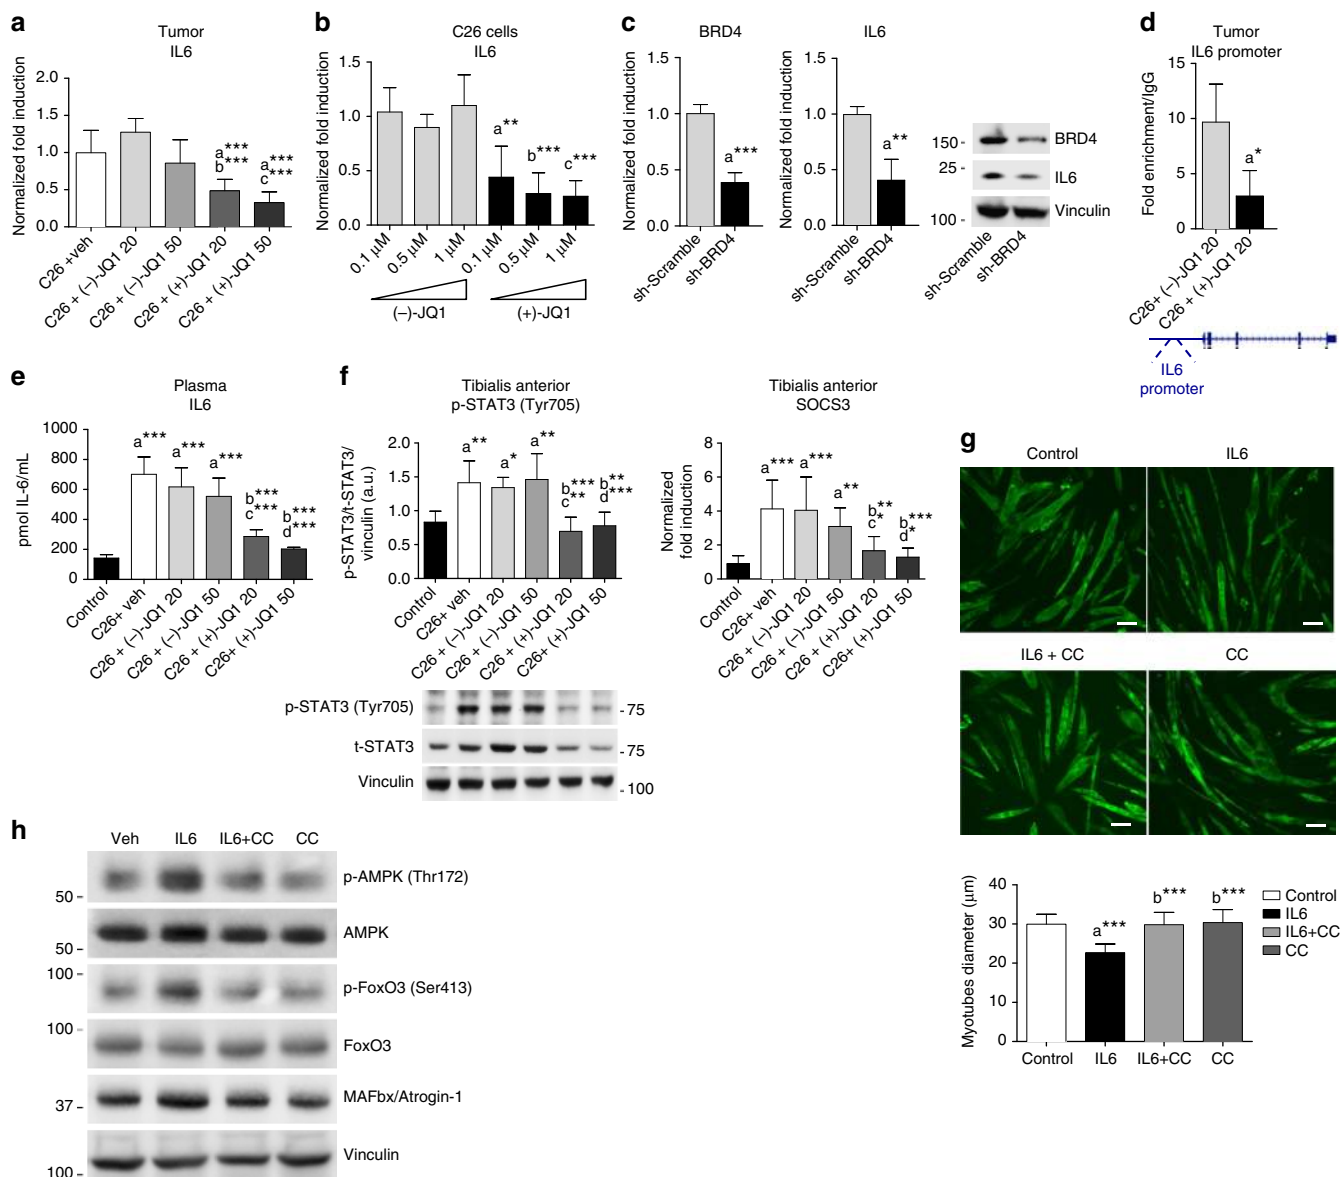 a
Tumor
IL6
Normalized fold induction
2.0
1.5
1.0
0.5
0.0
a***
***
b
a***
***
c
C26 +veh
C26 + (–)-JQ1 20
C26 + (–)-JQ1 50
C26 + (+)-JQ1 20
C26 + (+)-JQ1 50
b
C26 cells
IL6
Normalized fold induction
1.5
1.0
0.5
0.0
a**
b***
c***
0.1 µM
0.5 µM
1 µM
0.1 µM
0.5 µM
1 µM
(–)-JQ1
(+)-JQ1
c
BRD4
Normalized fold induction
1.5
1.0
0.5
0.0
a***
sh-Scramble
sh-BRD4
IL6
Normalized fold induction
1.5
1.0
0.5
0.0
a**
sh-Scramble
sh-BRD4
150 -
BRD4
25 -
IL6
100 -
Vinculin
sh-Scramble
sh-BRD4
d
Tumor
IL6 promoter
Fold enrichment/IgG
15
10
5
0
a*
C26+ (–)-JQ1 20
C26 + (+)-JQ1 20
IL6
promoter
e
Plasma
IL6
pmol IL-6/mL
1000
800
600
400
200
0
a***
a***
a***
b***
c***
b***
d***
Control
C26+ veh
C26 + (–)-JQ1 20
C26 + (–)-JQ1 50
C26 + (+)-JQ1 20
C26+ (+)-JQ1 50
f
Tibialis anterior
p-STAT3 (Tyr705)
p-STAT3/t-STAT3/
vinculin (a.u.)
2.0
1.5
1.0
0.5
0.0
a**
a*
a**
b***
c**
b**
d***
Control
C26+ veh
C26 + (–)-JQ1 20
C26 + (–)-JQ1 50
C26 + (+)-JQ1 20
C26+ (+)-JQ1 50
Tibialis anterior
SOCS3
Normalized
fold induction
8
6
4
2
0
a***
a***
a**
b**
c*
b***
d*
Control
C26+ veh
C26 + (–)-JQ1 20
C26 + (–)-JQ1 50
C26 + (+)-JQ1 20
C26+ (+)-JQ1 50
p-STAT3 (Tyr705)
- 75
t-STAT3
- 75
Vinculin
- 100
g
Control
IL6
IL6 + CC
CC
Myotubes diameter (µm)
40
30
20
10
0
a***
b***
b***
Control
IL6
IL6+CC
CC
Control
IL6
IL6+CC
CC
h
Veh
IL6
IL6+CC
CC
p-AMPK (Thr172)
50 -
AMPK
50 -
100 -
p-FoxO3 (Ser413)
100 -
FoxO3
MAFbx/Atrogin-1
37 -
Vinculin
100 -